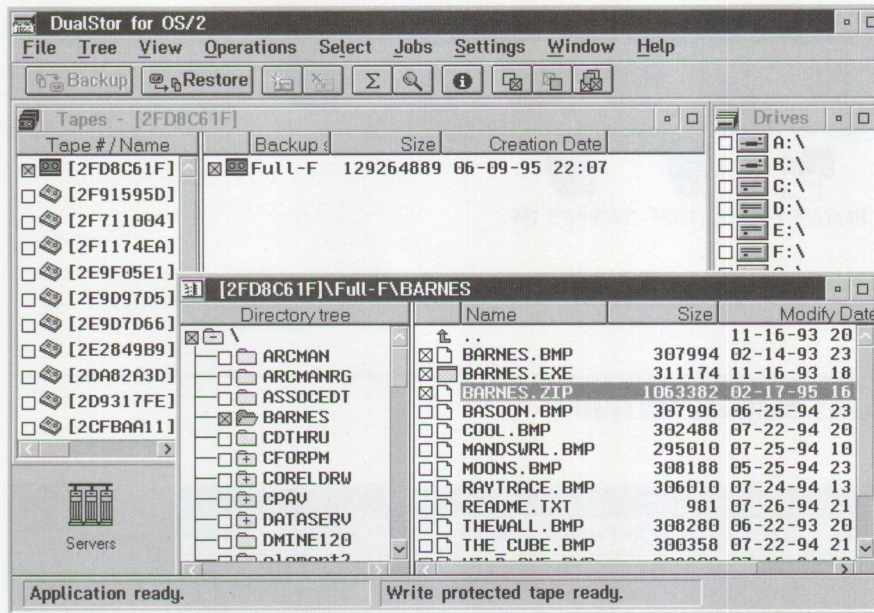 DualStor for OS/2
File Tree View Operations Select Jobs Settings Window Help
Backup Restore Σ
Tapes - [2FD8C61F]
Drives
Tape # / Name Backup s Size Creation Date
[2FD8C61F] Full-F 129264889 06-09-95 22:07
[2F91595D]
[2F711004]
[2F1174EA]
[2E9F05E1]
[2E9D97D5]
[2E9D7D66]
[2E2849B9]
[2DA82A3D]
[2D9317FE]
[2CFBAA11]
A:\
B:\
C:\
D:\
E:\
F:\
[2FD8C61F]\Full-F\BARNES
Directory tree
\
ARCMAN
ARCMANRG
ASSOCEDT
BARNES
CDTHRU
CFORPM
CORELDRW
CPAV
DATASERV
DMINE120
Name Size Modify Date
.. 11-16-93 20
BARNES.BMP 307994 02-14-93 23
BARNES.EXE 311174 11-16-93 18
BARNES.ZIP 1063382 02-17-95 16
BASOON.BMP 307996 06-25-94 23
COOL.BMP 302488 07-22-94 20
MANDSWRL.BMP 295010 07-25-94 10
MOONS.BMP 308188 05-25-94 23
RAYTRACE.BMP 306010 07-24-94 13
README.TXT 981 07-26-94 21
THEWALL.BMP 308280 06-22-93 20
THE_CUBE.BMP 300358 07-22-94 21
Servers
Application ready.
Write protected tape ready.